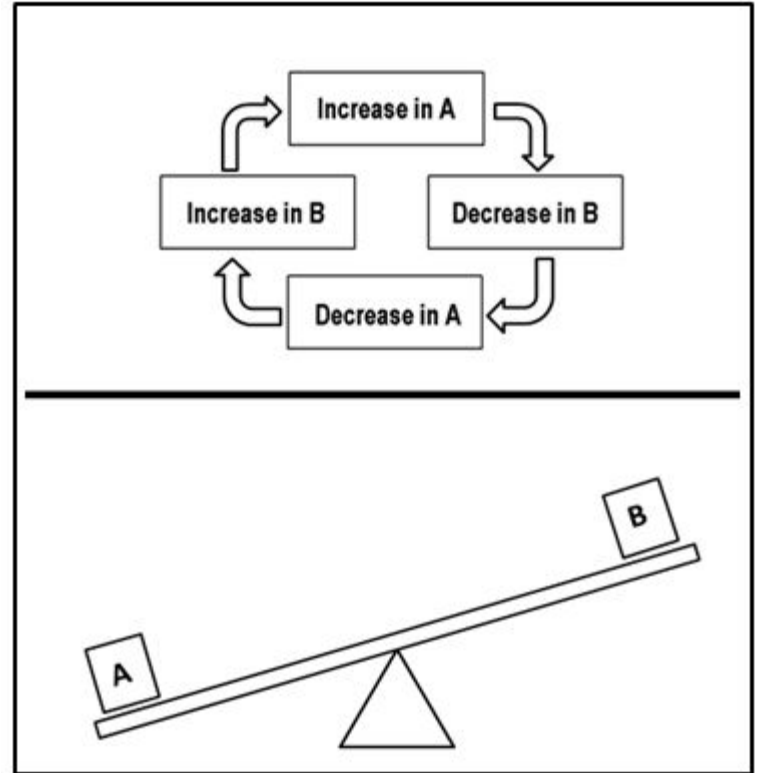 Increase in A
Increase in B
Decrease in B
Decrease in A
B
A